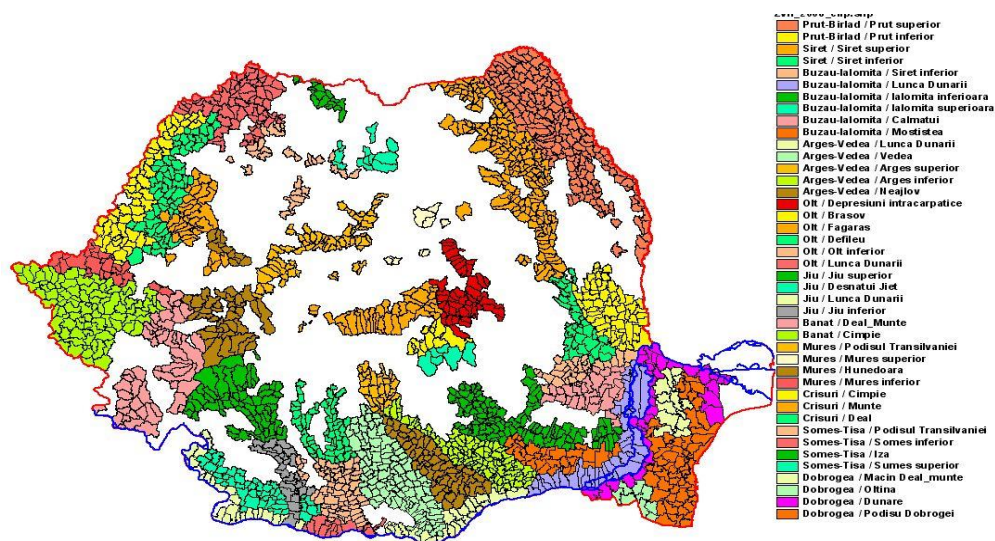 Prut-Birlad / Prut superior
Prut-Birlad / Prut inferior
Siret / Siret superior
Siret / Siret inferior
Buzau-Ialomita / Siret inferior
Buzau-Ialomita / Lunca Dunarii
Buzau-Ialomita / Ialomita inferioara
Buzau-Ialomita / Ialomita superioara
Buzau-Ialomita / Calmatui
Buzau-Ialomita / Mostistea
Arges-Vedea / Lunca Dunarii
Arges-Vedea / Vedea
Arges-Vedea / Arges superior
Arges-Vedea / Arges inferior
Arges-Vedea / Neajlov
Olt / Depresiuni intracarpatice
Olt / Brasov
Olt / Fagaras
Olt / Defileu
Olt / Olt inferior
Olt / Lunca Dunarii
Jiu / Jiu superior
Jiu / Desnatui Jiet
Jiu / Lunca Dunarii
Jiu / Jiu inferior
Banat / Deal_Munte
Banat / Cimpie
Mures / Podisul Transilvaniei
Mures / Mures superior
Mures / Hunedoara
Mures / Mures inferior
Crisuri / Cimpie
Crisuri / Munte
Crisuri / Deal
Somes-Tisa / Podisul Transilvaniei
Somes-Tisa / Somes inferior
Somes-Tisa / Iza
Somes-Tisa / Sumes superior
Dobrogea / Macin Deal_munte
Dobrogea / Oltina
Dobrogea / Dunare
Dobrogea / Podisu Dobrogei